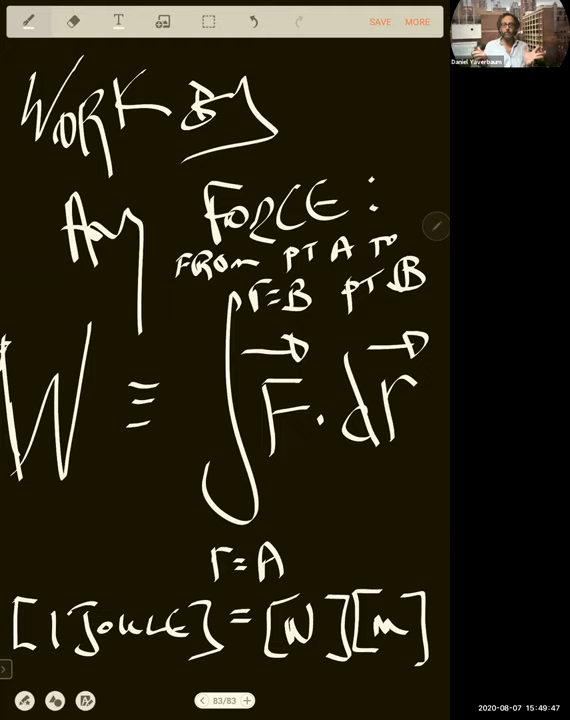 T SAVE MORE
Daniel Yaverbaum
WORK By
Any FORCE:
FROM PT A TO
r=B PT B
W ≡ ∫ F⃗ · dr⃗
r=A
[1 JOULE] = [N][m]
83/83
2020-08-07 15:49:47